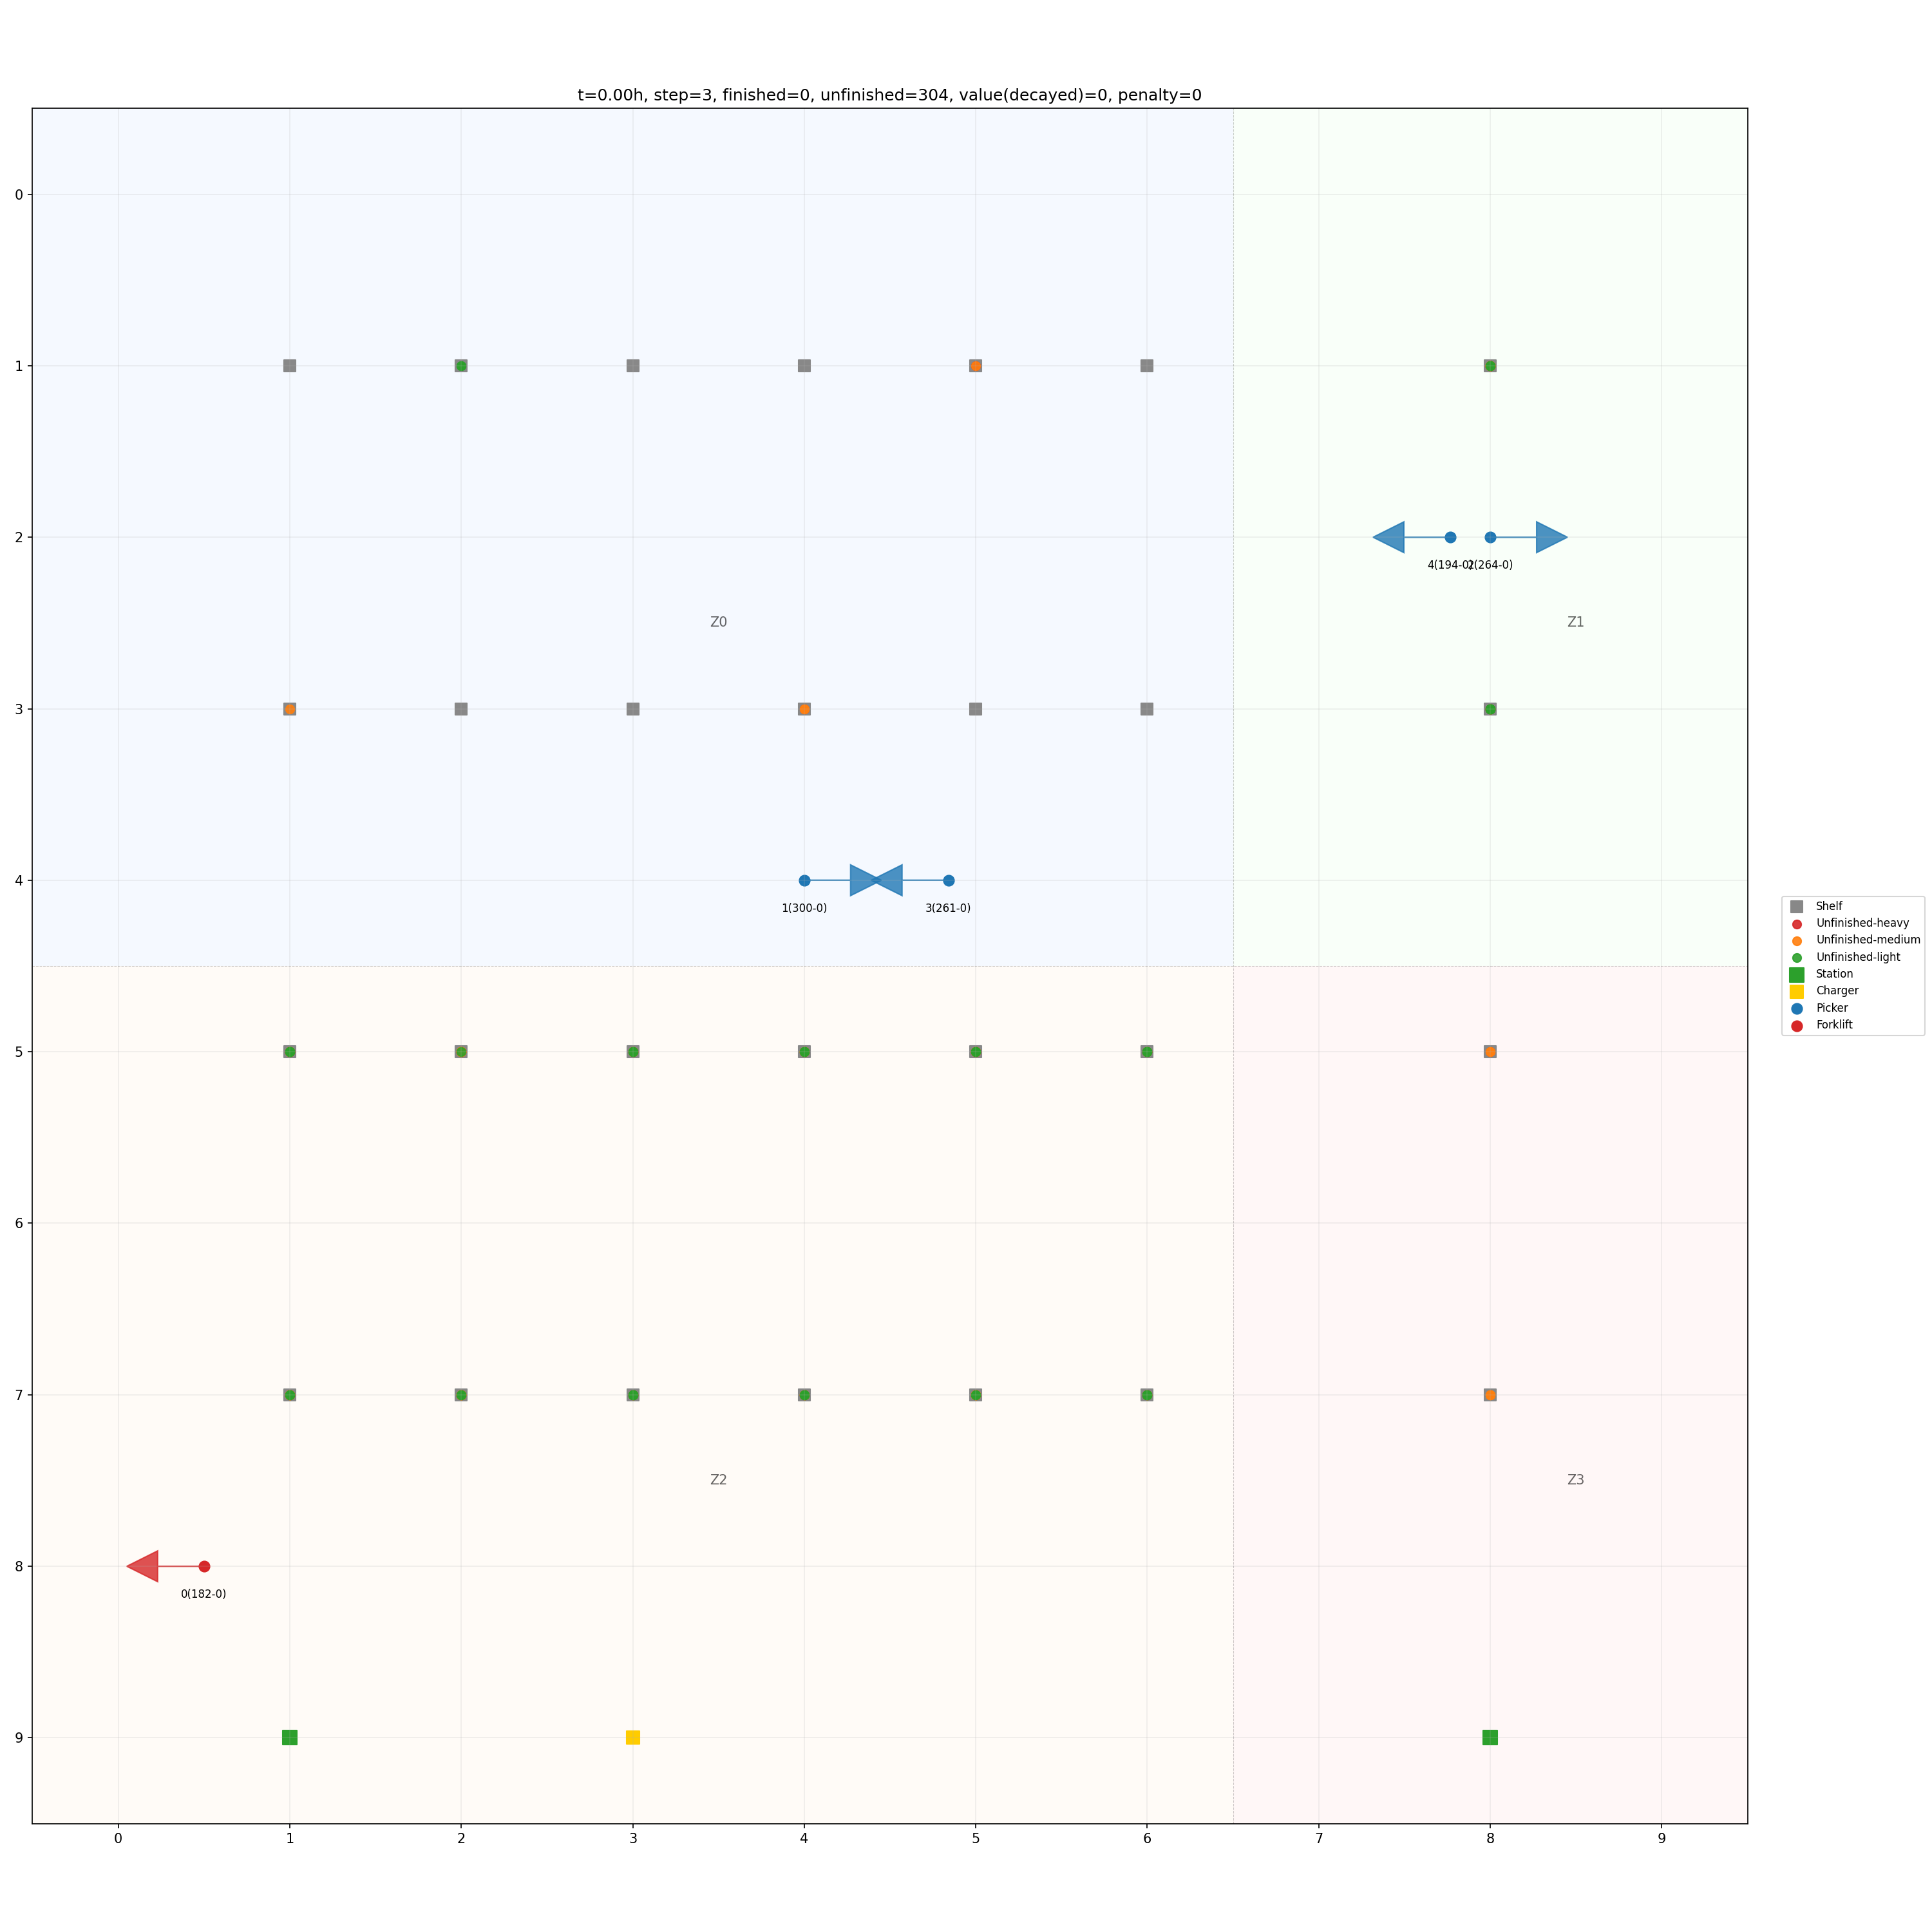 t=0.00h, step=3, finished=0, unfinished=304, value(decayed)=0, penalty=0
0
1
2
4(194-0)
2(264-0)
Z0
Z1
3
4
1(300-0)
3(261-0)
Shelf
Unfinished-heavy
Unfinished-medium
Unfinished-light
Station
Charger
Picker
Forklift
5
6
7
Z2
Z3
8
0(182-0)
9
0 1 2 3 4 5 6 7 8 9